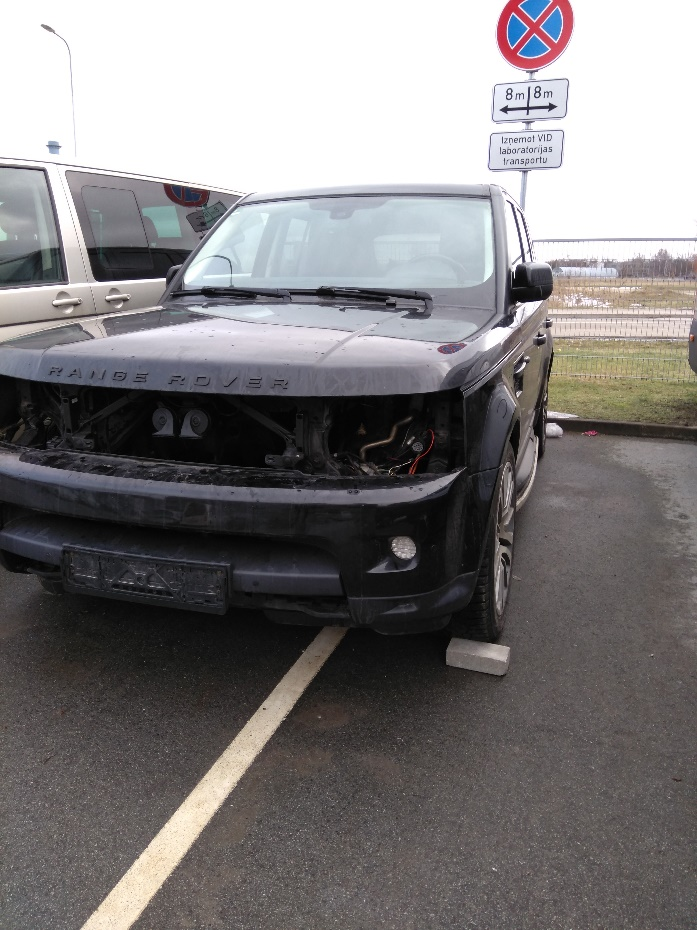 8m 8m
Izņemot VID
laboratorijas
transportu
RANGE ROVER